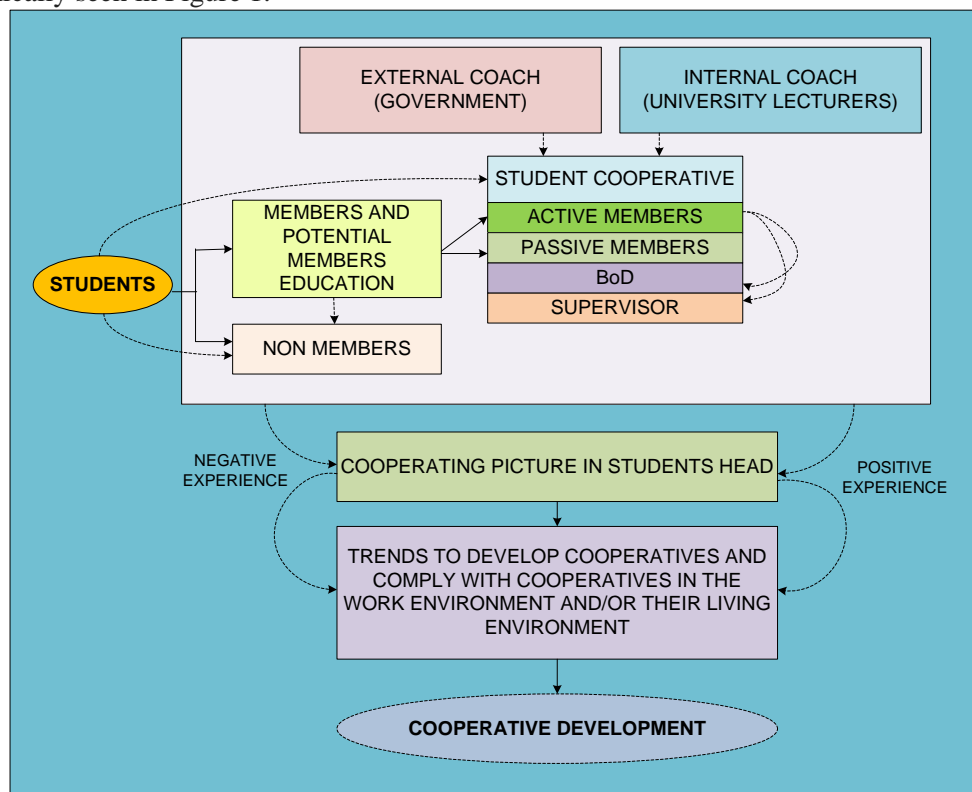 EXTERNAL COACH
(GOVERNMENT)
INTERNAL COACH
(UNIVERSITY LECTURERS)
STUDENT COOPERATIVE
ACTIVE MEMBERS
PASSIVE MEMBERS
BoD
SUPERVISOR
MEMBERS AND
POTENTIAL
MEMBERS
EDUCATION
STUDENTS
NON MEMBERS
NEGATIVE
EXPERIENCE
COOPERATING PICTURE IN STUDENTS HEAD
POSITIVE
EXPERIENCE
TRENDS TO DEVELOP COOPERATIVES AND
COMPLY WITH COOPERATIVES IN THE
WORK ENVIRONMENT AND/OR THEIR LIVING
ENVIRONMENT
COOPERATIVE DEVELOPMENT